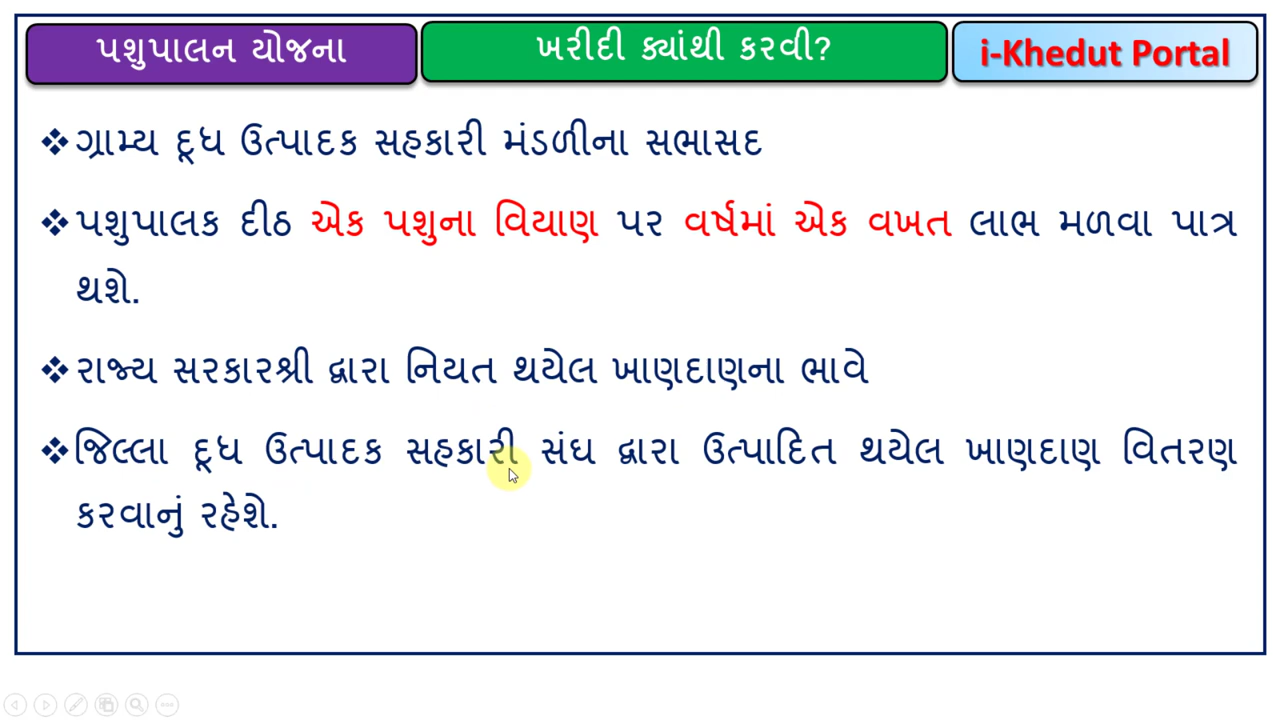 પશુપાલન યોજના
ખરીદી ક્યાંથી કરવી?
i-Khedut Portal
❖ગ્રામ્ય દૂધ ઉત્પાદક સહકારી મંડળીના સભાસદ
❖પશુપાલક દીઠ એક પશુના વિયાણ પર વર્ષમાં એક વખત લાભ મળવા પાત્ર
થશે.
❖રાજ્ય સરકારશ્રી દ્વારા નિયત થયેલ ખાણદાણના ભાવે
❖જિલ્લા દૂધ ઉત્પાદક સહકારી સંઘ દ્વારા ઉત્પાદિત થયેલ ખાણદાણ વિતરણ
કરવાનું રહેશે.